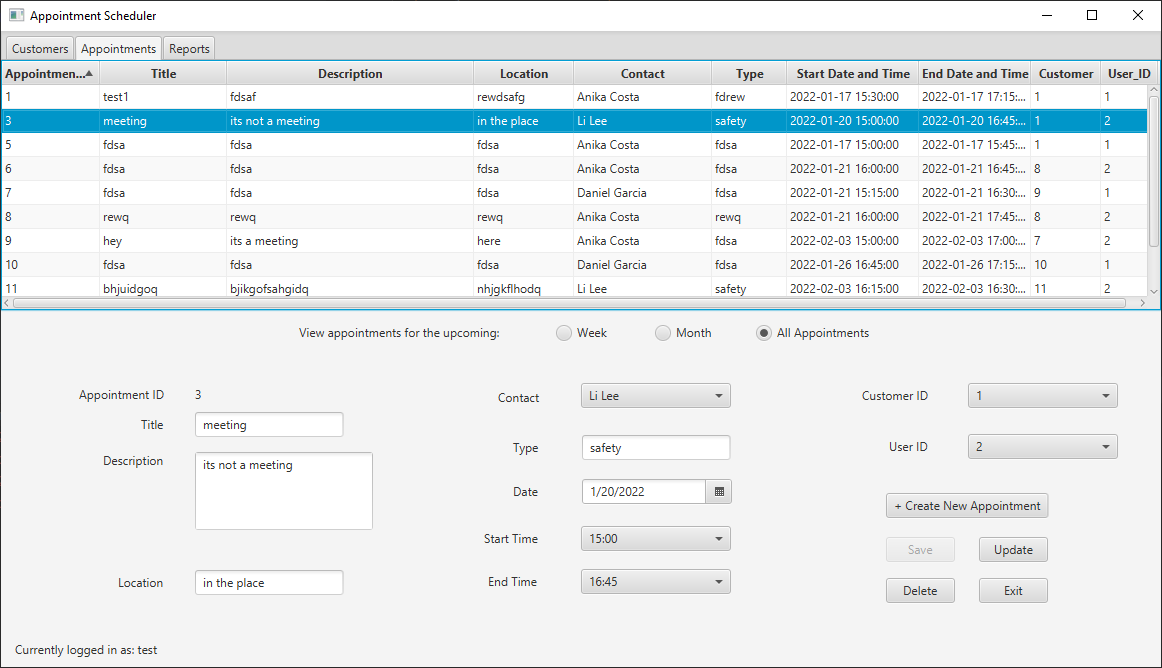 Appointment Scheduler
Customers Appointments Reports
Appointmen... Title Description Location Contact Type Start Date and Time End Date and Time Customer User_ID
1 test1 fdsaf rewdsafg Anika Costa fdrew 2022-01-17 15:30:00 2022-01-17 17:15:... 1 1
3 meeting its not a meeting in the place Li Lee safety 2022-01-20 15:00:00 2022-01-20 16:45:... 1 2
5 fdsa fdsa fdsa Anika Costa fdsa 2022-01-17 15:00:00 2022-01-17 15:45:... 1 1
6 fdsa fdsa fdsa Anika Costa fdsa 2022-01-21 16:00:00 2022-01-21 16:45:... 8 2
7 fdsa fdsa fdsa Daniel Garcia fdsa 2022-01-21 15:15:00 2022-01-21 16:30:... 9 1
8 rewq rewq rewq Anika Costa rewq 2022-01-21 16:00:00 2022-01-21 17:45:... 8 2
9 hey its a meeting here Anika Costa fdsa 2022-02-03 15:00:00 2022-02-03 17:00:... 7 2
10 fdsa fdsa fdsa Daniel Garcia fdsa 2022-01-26 16:45:00 2022-01-26 17:15:... 10 1
11 bhjuidgoq bjikgofsahgidq nhjgkflhodq Li Lee safety 2022-02-03 16:15:00 2022-02-03 16:30:... 11 2
View appointments for the upcoming: Week Month All Appointments
Appointment ID 3
Title meeting
Description its not a meeting
Location in the place
Contact Li Lee
Type safety
Date 1/20/2022
Start Time 15:00
End Time 16:45
Customer ID 1
User ID 2
+ Create New Appointment
Save Update
Delete Exit
Currently logged in as: test